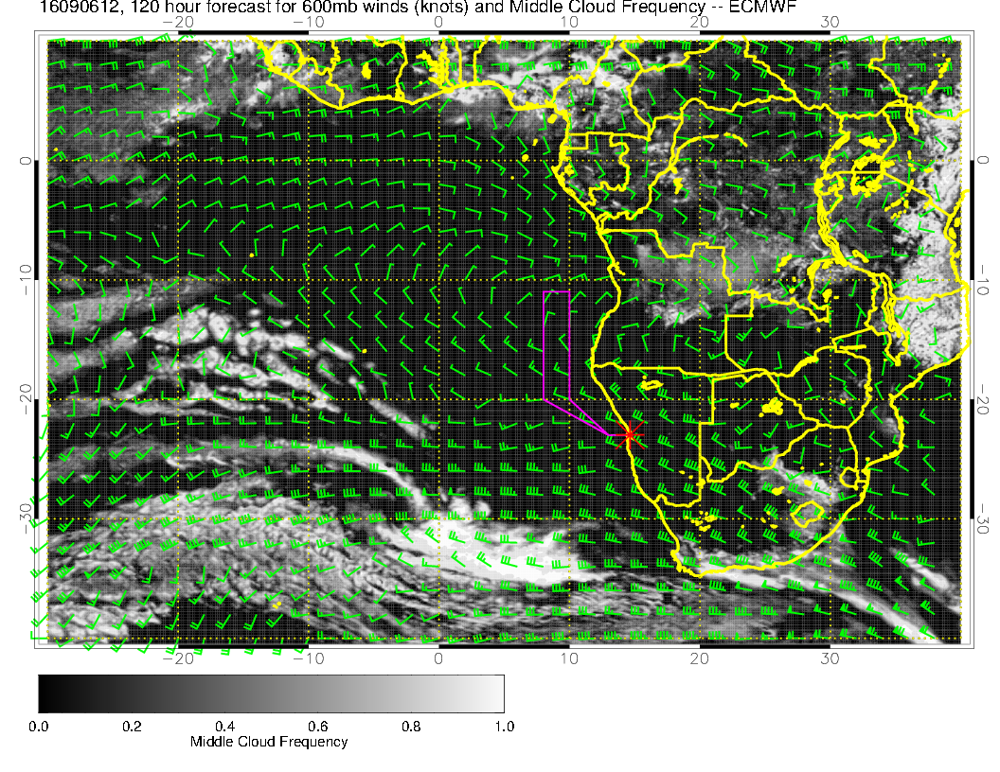 16090612, 120 hour forecast for 600mb winds (knots) and Middle Cloud Frequency -- ECMWF
-20 -10 0 10 20 30
0 0
-10 -10
-20 -20
-30 -30
-20 -10 0 10 20 30
0.0 0.2 0.4 0.6 0.8 1.0
Middle Cloud Frequency